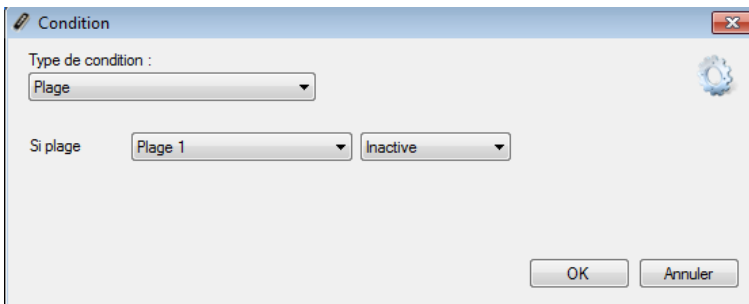 Condition
Type de condition :
Plage
Si plage Plage 1 Inactive
OK Annuler